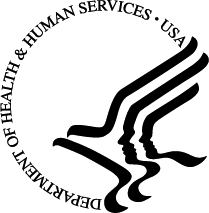 DEPARTMENT OF HEALTH & HUMAN SERVICES • USA